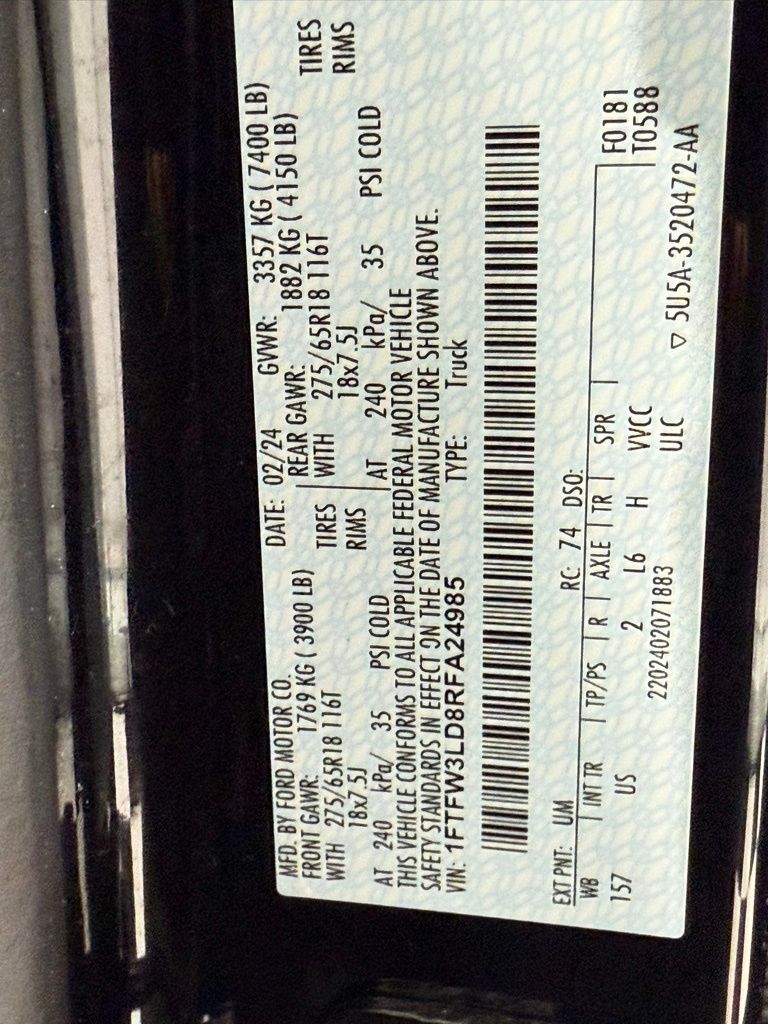 MFD. BY FORD MOTOR CO. DATE: 02/24 GVWR: 3357 KG ( 7400 LB)
FRONT GAWR: 1769 KG ( 3900 LB) REAR GAWR: 1882 KG ( 4150 LB)
WITH 275/65R18 116T TIRES WITH 275/65R18 116T TIRES
18x7.5J RIMS 18x7.5J RIMS
AT 240 kPa/ 35 PSI COLD AT 240 kPa/ 35 PSI COLD
THIS VEHICLE CONFORMS TO ALL APPLICABLE FEDERAL MOTOR VEHICLE
SAFETY STANDARDS IN EFFECT ON THE DATE OF MANUFACTURE SHOWN ABOVE.
VIN: 1FTFW3LD8RFA24985 TYPE: Truck
EXT PNT: UM RC: 74 DSO:
WB INT TR TP/PS R AXLE TR SPR F0181
157 US 2 L6 H VVCC T0588
2202402071883 ULC ▽ 5U5A-3520472-AA